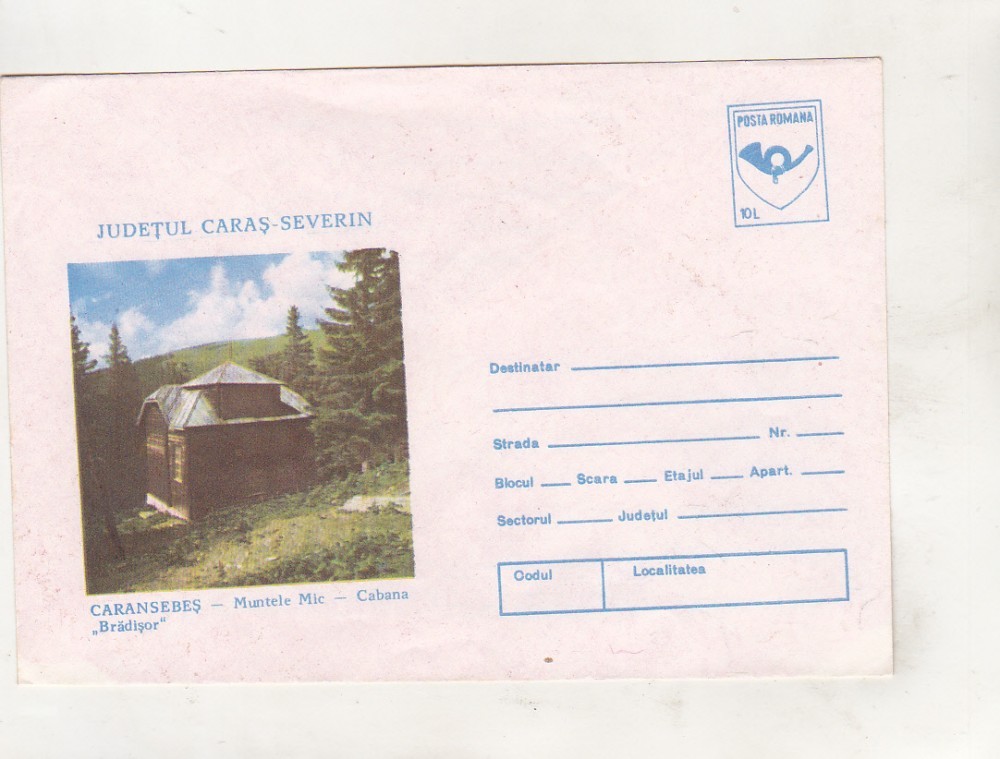 POSTA ROMANA
10L
JUDEȚUL CARAȘ-SEVERIN
Destinatar
Strada Nr.
Blocul Scara Etajul Apart.
Sectorul Județul
Codul Localitatea
CARANSEBEȘ — Muntele Mic — Cabana
„Brădișor“